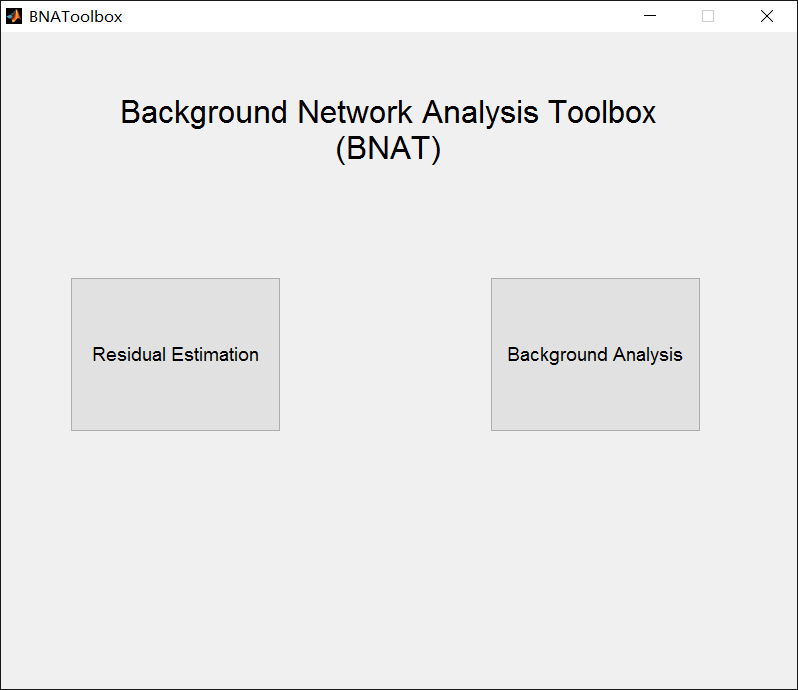 BNAToolbox
Background Network Analysis Toolbox
(BNAT)
Residual Estimation
Background Analysis